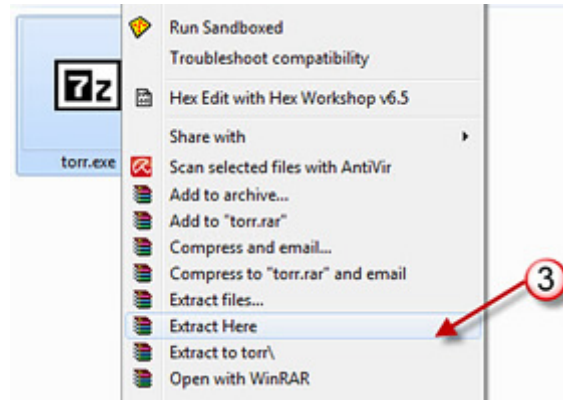 Run Sandboxed
Troubleshoot compatibility
7z
Hex Edit with Hex Workshop v6.5
Share with
torr.exe
Scan selected files with AntiVir
Add to archive...
Add to "torr.rar"
Compress and email...
Compress to "torr.rar" and email
3
Extract files...
Extract Here
Extract to torr\
Open with WinRAR